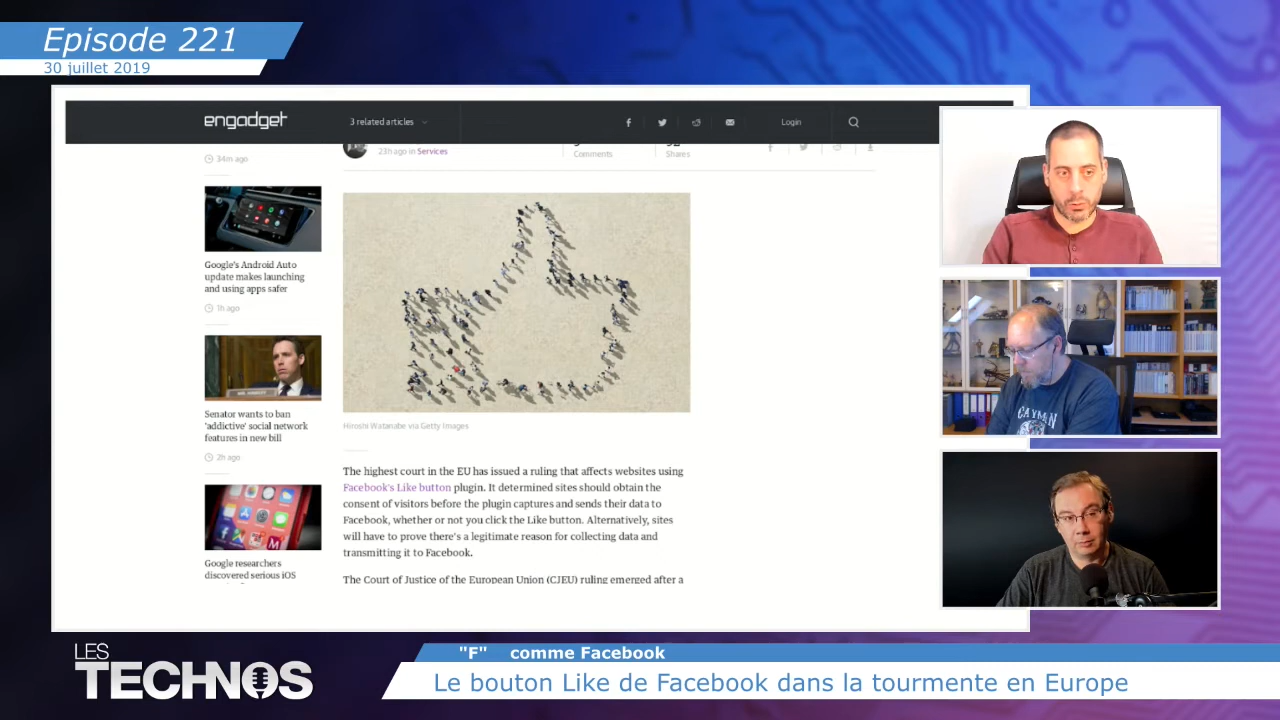 Episode 221
30 juillet 2019
engadget
3 related articles
Login
34m ago
23h ago in Services
Comments
Shares
Google's Android Auto
update makes launching
and using apps safer
1h ago
Senator wants to ban
'addictive' social network
features in new bill
2h ago
Google researchers
discovered serious iOS
Hiroshi Watanabe via Getty Images
The highest court in the EU has issued a ruling that affects websites using
Facebook's Like button plugin. It determined sites should obtain the
consent of visitors before the plugin captures and sends their data to
Facebook, whether or not you click the Like button. Alternatively, sites
will have to prove there's a legitimate reason for collecting data and
transmitting it to Facebook.
The Court of Justice of the European Union (CJEU) ruling emerged after a
CAYMAN
LES
TECHNOS
"F" comme Facebook
Le bouton Like de Facebook dans la tourmente en Europe